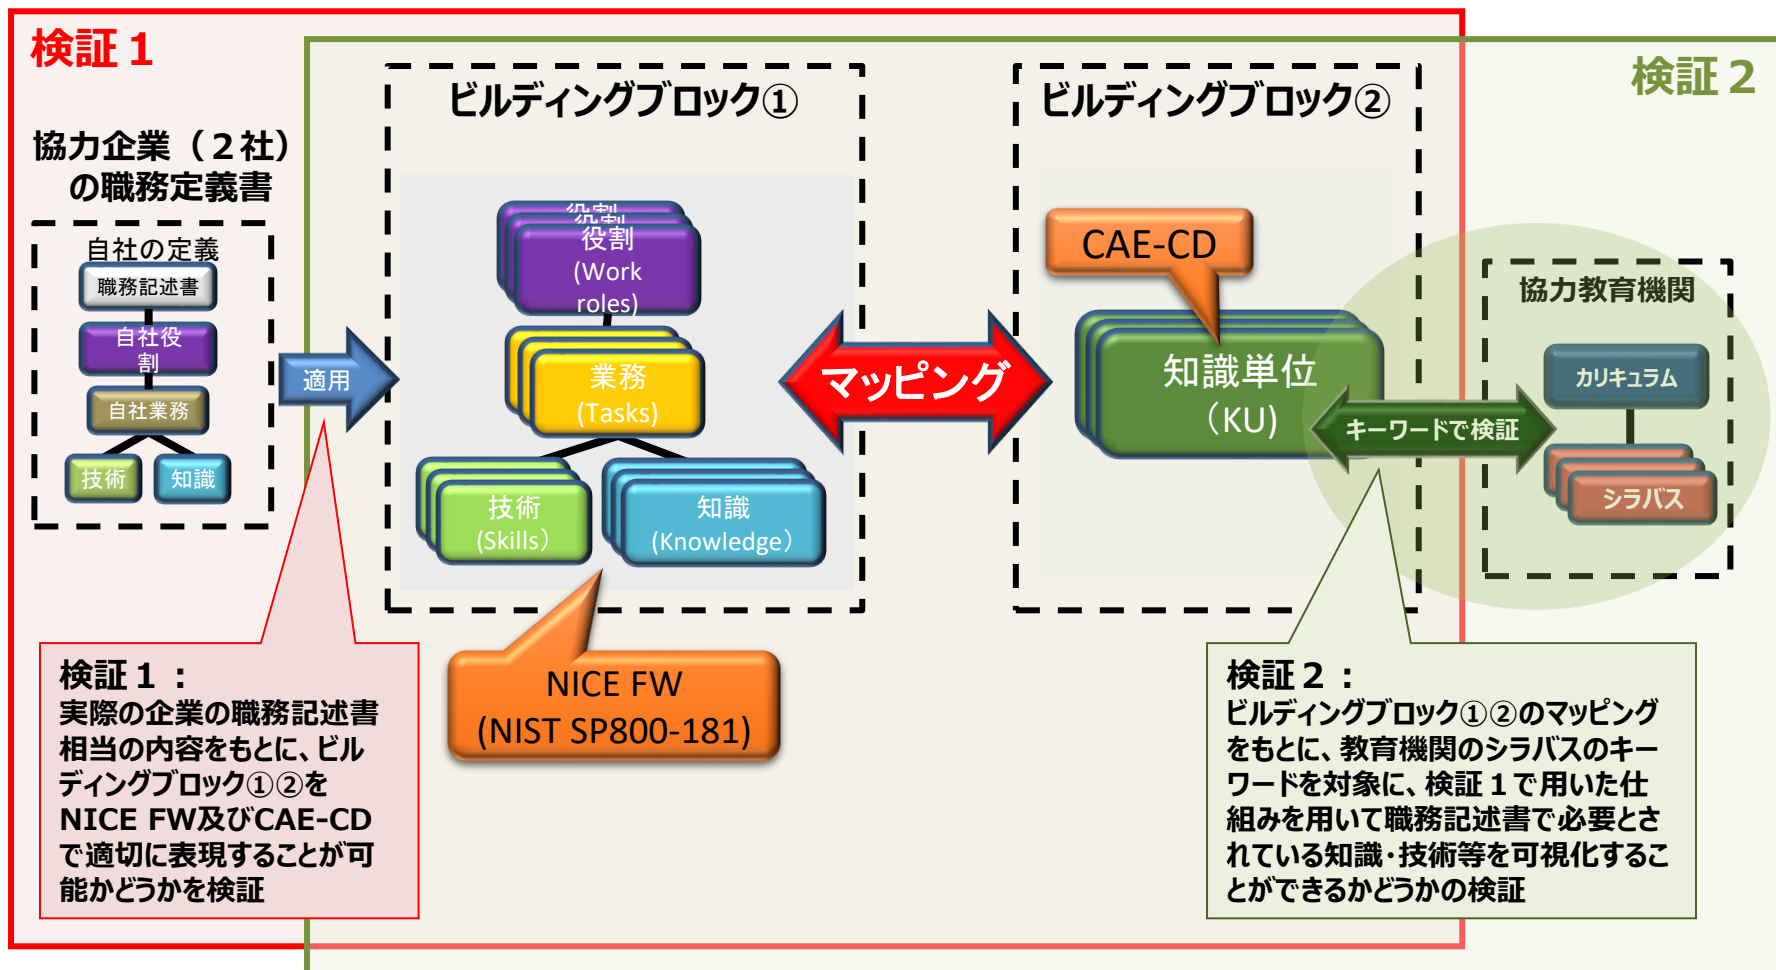 検証1
検証2
協力企業（２社）
の職務定義書
自社の定義
職務記述書
自社役
割
自社業務
技術
知識
適用
ビルディングブロック①
役割
役割
役割
(Work
roles)
業務
(Tasks)
技術
(Skills）
知識
(Knowledge）
NICE FW
(NIST SP800-181)
マッピング
ビルディングブロック②
CAE-CD
知識単位
（KU)
キーワードで検証
協力教育機関
カリキュラム
シラバス
検証１：
実際の企業の職務記述書
相当の内容をもとに、ビル
ディングブロック①②を
NICE FW及びCAE-CD
で適切に表現することが可
能かどうかを検証
検証２：
ビルディングブロック①②のマッピング
をもとに、教育機関のシラバスのキー
ワードを対象に、検証１で用いた仕
組みを用いて職務記述書で必要とさ
れている知識・技術等を可視化するこ
とができるかどうかの検証